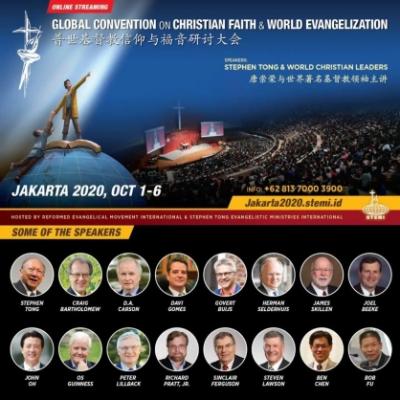 ONLINE STREAMING
GLOBAL CONVENTION ON CHRISTIAN FAITH & WORLD EVANGELIZATION
普世基督教信仰与福音研讨大会
SPEAKERS:
STEPHEN TONG & WORLD CHRISTIAN LEADERS
唐崇荣与世界著名基督教领袖主讲
JAKARTA 2020, OCT 1-6
INFO: +62 813 7000 3900
Jakarta2020.stemi.id
HOSTED BY REFORMED EVANGELICAL MOVEMENT INTERNATIONAL & STEPHEN TONG EVANGELISTIC MINISTRIES INTERNATIONAL
STEMI
SOME OF THE SPEAKERS
STEPHEN TONG
CRAIG BARTHOLOMEW
D.A. CARSON
DAVI GOMES
GOVERT BUIJS
HERMAN SELDERHUIS
JAMES SKILLEN
JOEL BEEKE
JOHN OH
OS GUINNESS
PETER LILLBACK
RICHARD PRATT, JR.
SINCLAIR FERGUSON
STEVEN LAWSON
BEN CHEN
BOB FU